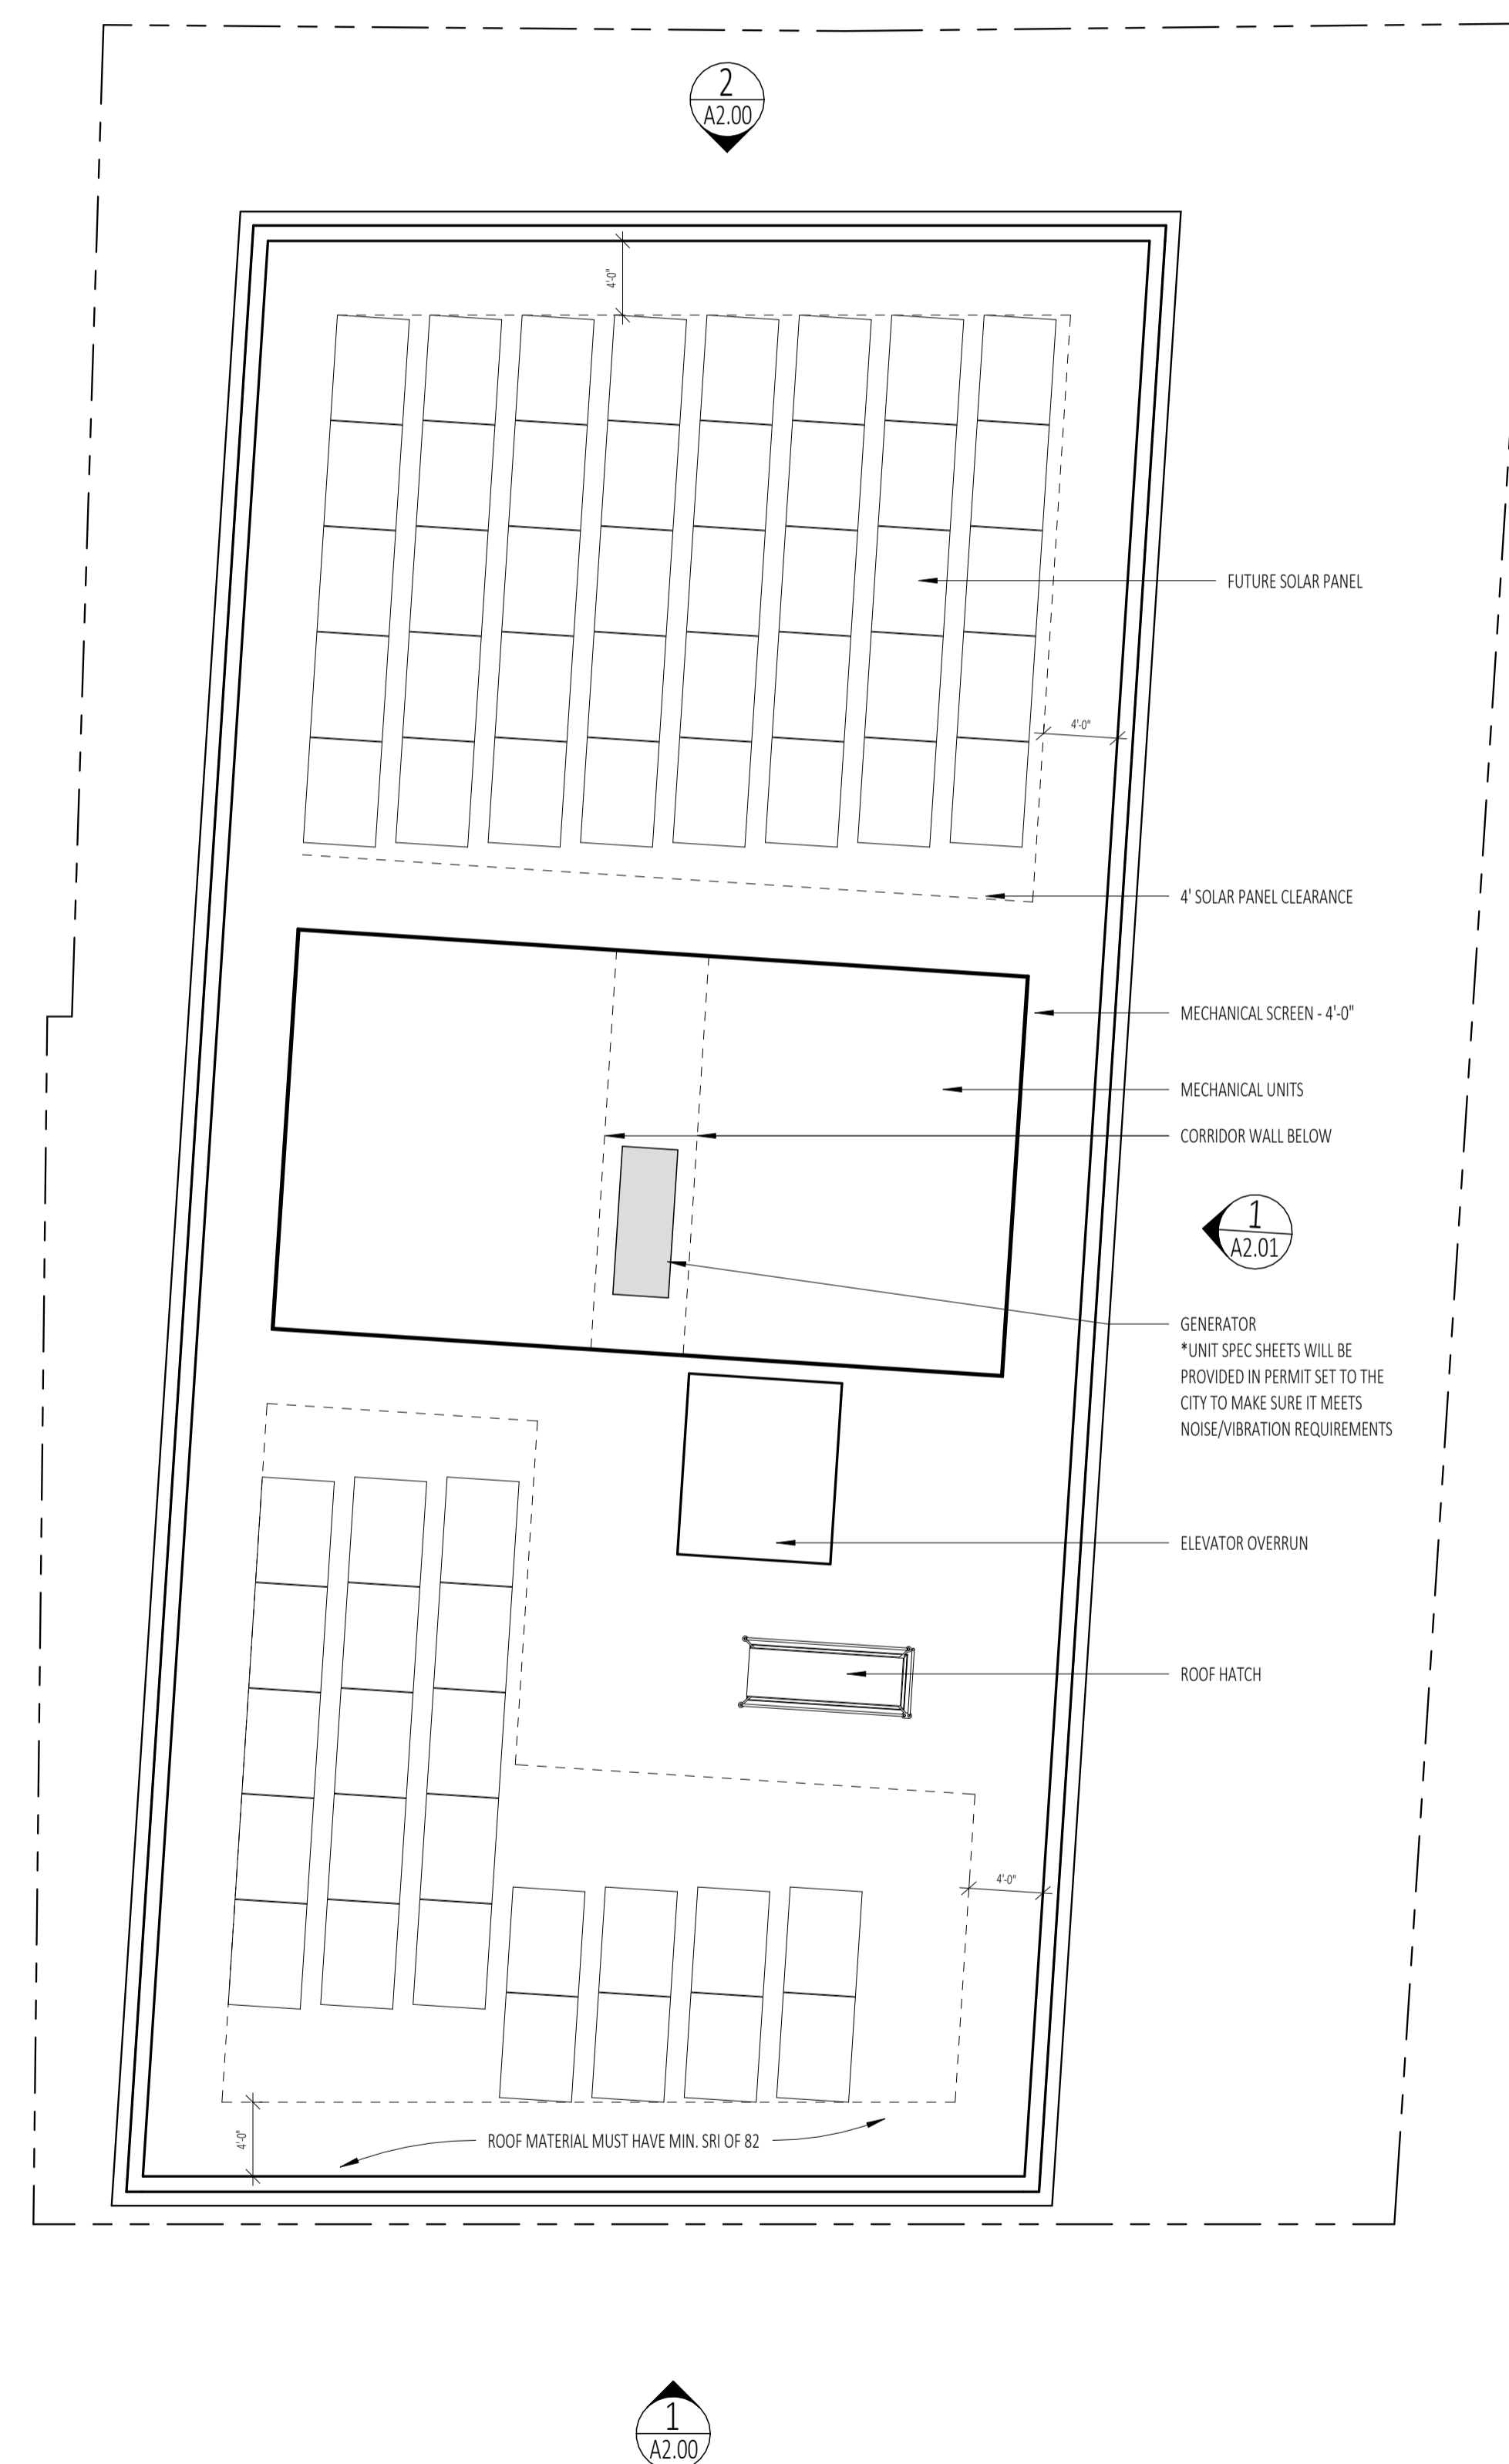 2
A2.00
4'-0"
FUTURE SOLAR PANEL
4'-0"
4' SOLAR PANEL CLEARANCE
MECHANICAL SCREEN - 4'-0"
MECHANICAL UNITS
CORRIDOR WALL BELOW
1
A2.01
GENERATOR
*UNIT SPEC SHEETS WILL BE
PROVIDED IN PERMIT SET TO THE
CITY TO MAKE SURE IT MEETS
NOISE/VIBRATION REQUIREMENTS
ELEVATOR OVERRUN
ROOF HATCH
4'-0"
4'-0"
ROOF MATERIAL MUST HAVE MIN. SRI OF 82
1
A2.00